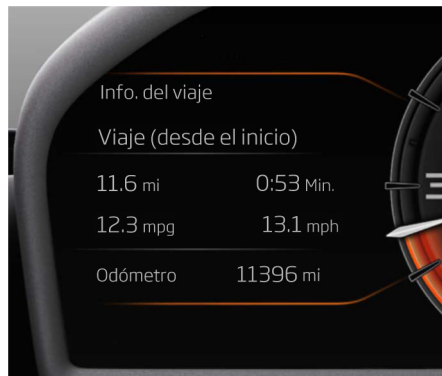 Info. del viaje
Viaje (desde el inicio)
11.6 mi 0:53 Min.
12.3 mpg 13.1 mph
Odómetro 11396 mi